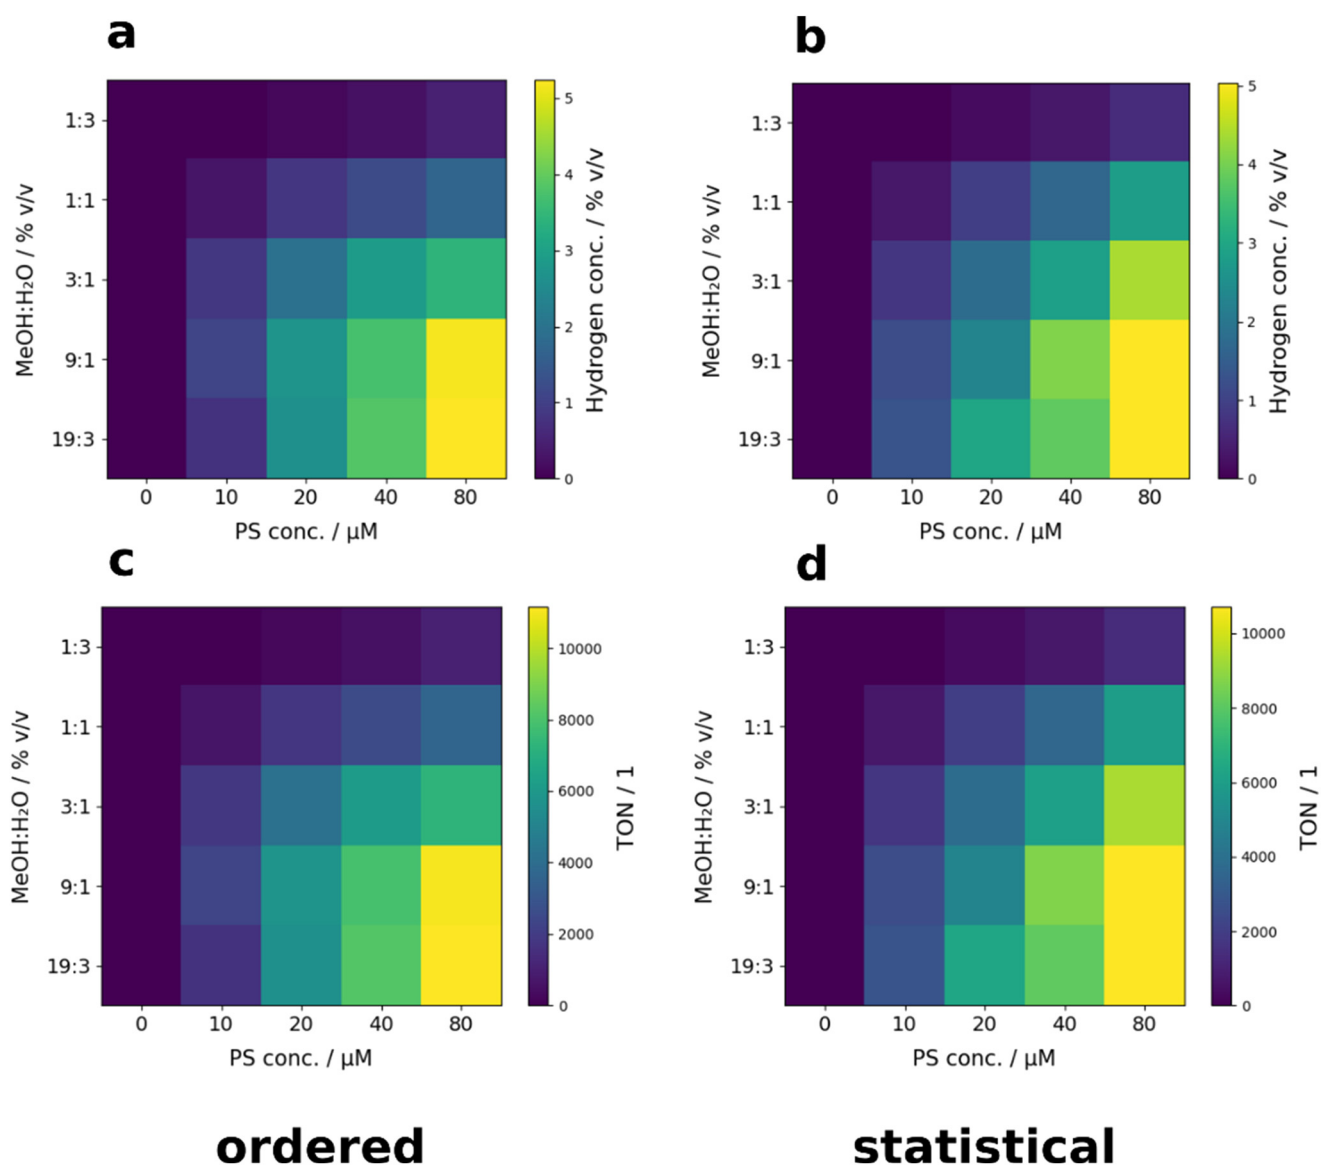 a
1:3
1:1
3:1
9:1
19:3
MeOH:H₂O / % v/v
0 10 20 40 80
PS conc. / µM
5
4
3
2
1
0
Hydrogen conc. / % v/v
b
1:3
1:1
3:1
9:1
19:3
MeOH:H₂O / % v/v
0 10 20 40 80
PS conc. / µM
5
4
3
2
1
0
Hydrogen conc. / % v/v
c
1:3
1:1
3:1
9:1
19:3
MeOH:H₂O / % v/v
0 10 20 40 80
PS conc. / µM
10000
8000
6000
4000
2000
0
TON / 1
d
1:3
1:1
3:1
9:1
19:3
MeOH:H₂O / % v/v
0 10 20 40 80
PS conc. / µM
10000
8000
6000
4000
2000
0
TON / 1
ordered
statistical